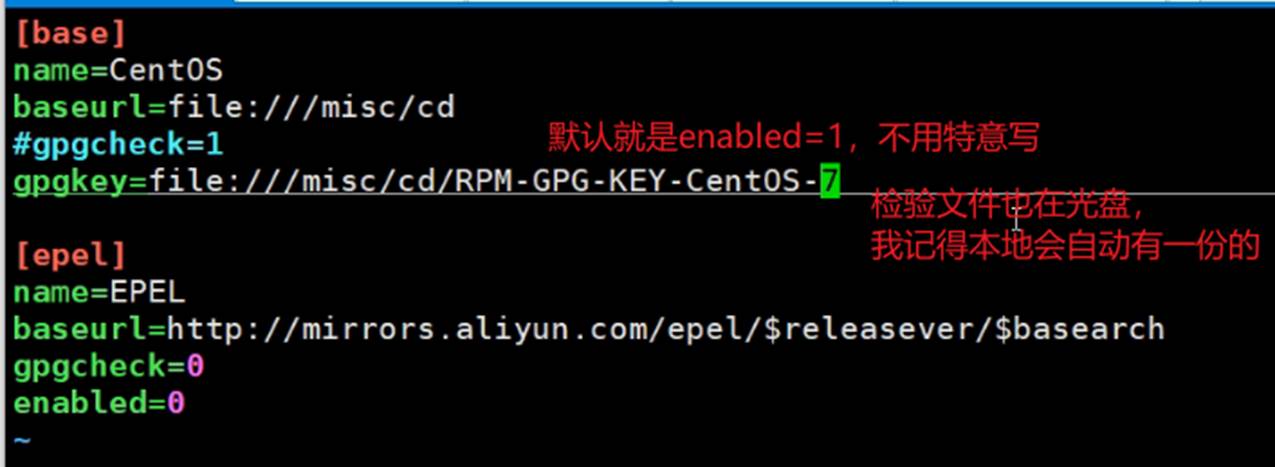 [base]
name=CentOS
baseurl=file:///misc/cd
#gpgcheck=1
默认就是enabled=1，不用特意写
gpgkey=file:///misc/cd/RPM-GPG-KEY-CentOS-7
检验文件也在光盘，
我记得本地会自动有一份的
[epel]
name=EPEL
baseurl=http://mirrors.aliyun.com/epel/$releasever/$basearch
gpgcheck=0
enabled=0
~